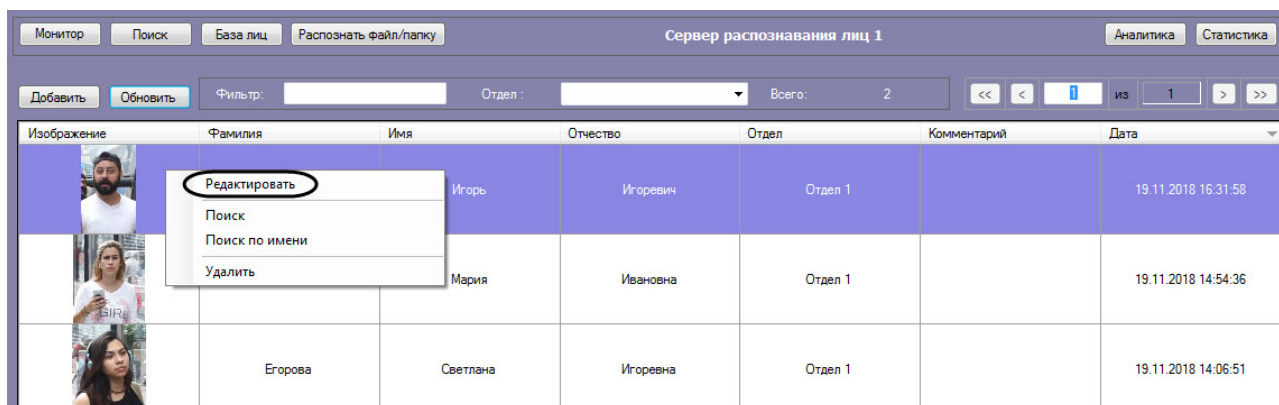 Монитор Поиск База лиц Распознать файл/папку Сервер распознавания лиц 1 Аналитика Статистика
Добавить Обновить Фильтр: Отдел : Всего: 2 << < 1 из 1 > >>
Изображение Фамилия Имя Отчество Отдел Комментарий Дата
Редактировать Игорь Игоревич Отдел 1 19.11.2018 16:31:58
Поиск
Поиск по имени
Удалить Мария Ивановна Отдел 1 19.11.2018 14:54:36
GIRL
Егорова Светлана Игоревна Отдел 1 19.11.2018 14:06:51